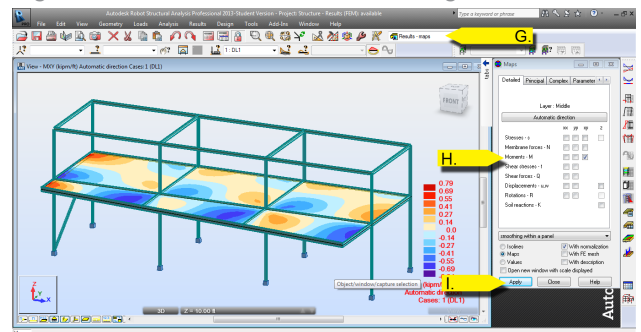 Autodesk Robot Structural Analysis Professional 2013-Student Version - Project: Structure - Results (FEM): available
Type a keyword or phrase
File Edit View Geometry Loads Analysis Results Design Tools Add-Ins Window Help
Results - maps
G.
1 : DL1
View - MXY (kipm/ft) Automatic direction Cases: 1 (DL1)
Maps
Detailed Principal Complex Parameter
FRONT
Layer : Middle
Automatic direction
xx yy xy z
Stresses - s
Membrane forces - N
H.
Moments - M
Shear stresses - t
Shear forces - Q
Displacements - u,w
Rotations - R
Soil reactions - K
0.79
0.69
0.55
0.41
0.27
0.14
0.0
-0.14
-0.27
-0.41
-0.55
-0.69
smoothing within a panel
Isolines
With normalization
Maps
With FE mesh
Values
With description
Open new window with scale displayed
I.
Apply Close Help
Object/window/capture selection
Automatic
Cases: 1 (DL1)
Z
Y
X
3D Z = 10.00 ft
Aut